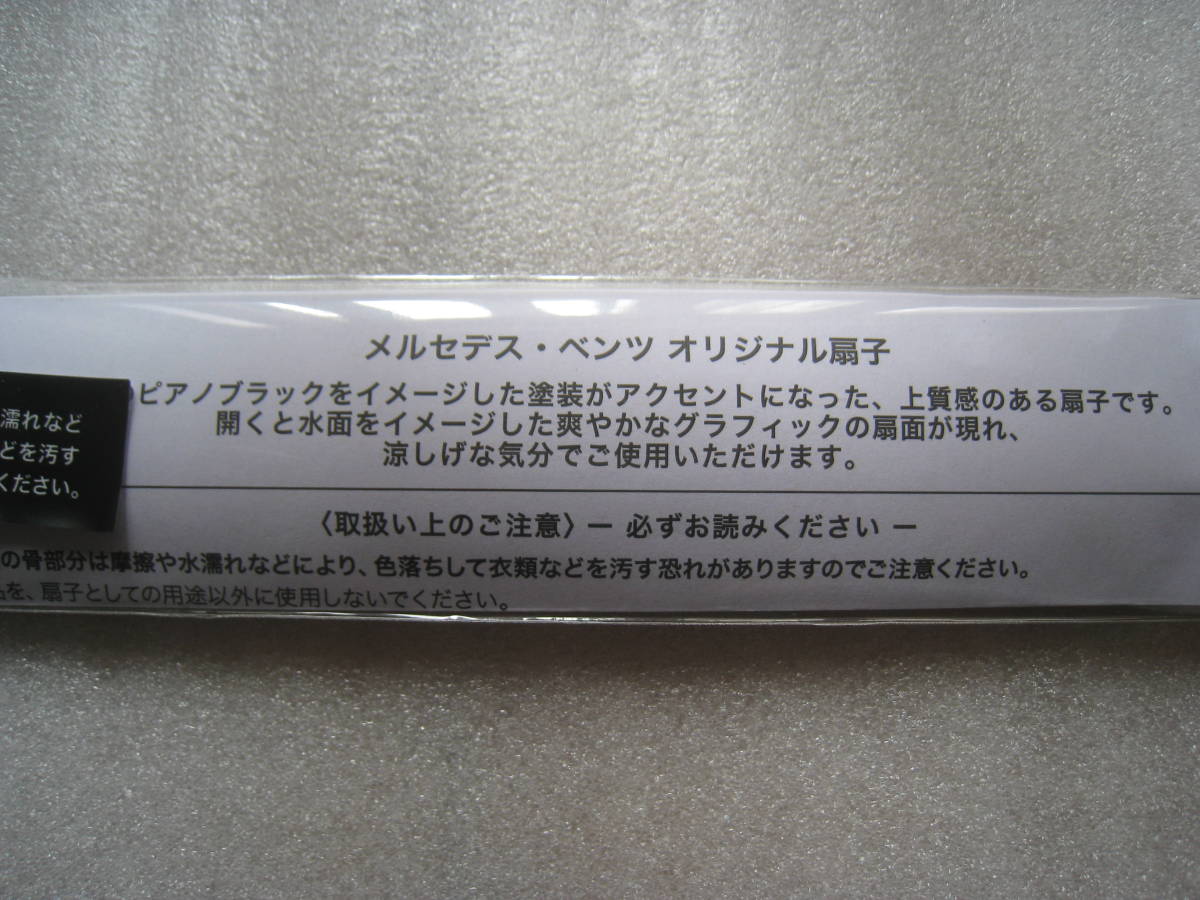 メルセデス・ベンツ オリジナル扇子
のピアノブラックをイメージした塗装がアクセントになった、上質感のある扇子です。
開くと水面をイメージした爽やかなグラフィックの扇面が現れ、
涼しげな気分でご使用いただけます。
〈取扱い上のご注意〉ー 必ずお読みください ー
の骨部分は摩擦や水濡れなどにより、色落ちして衣類などを汚す恐れがありますのでご注意ください。
品を、扇子としての用途以外に使用しないでください。
濡れなど
どを汚す
ください。